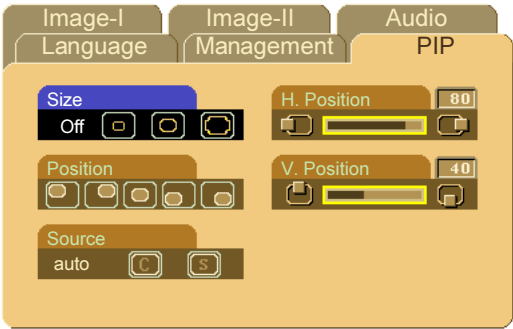 Image-I Image-II Audio
Language Management PIP
Size
Off
H. Position 80
Position
V. Position 40
Source
auto C S